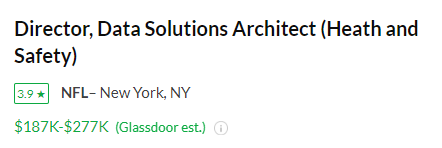 Director, Data Solutions Architect (Heath and
Safety)
3.9 ★ NFL– New York, NY
$187K-$277K (Glassdoor est.) ⓘ